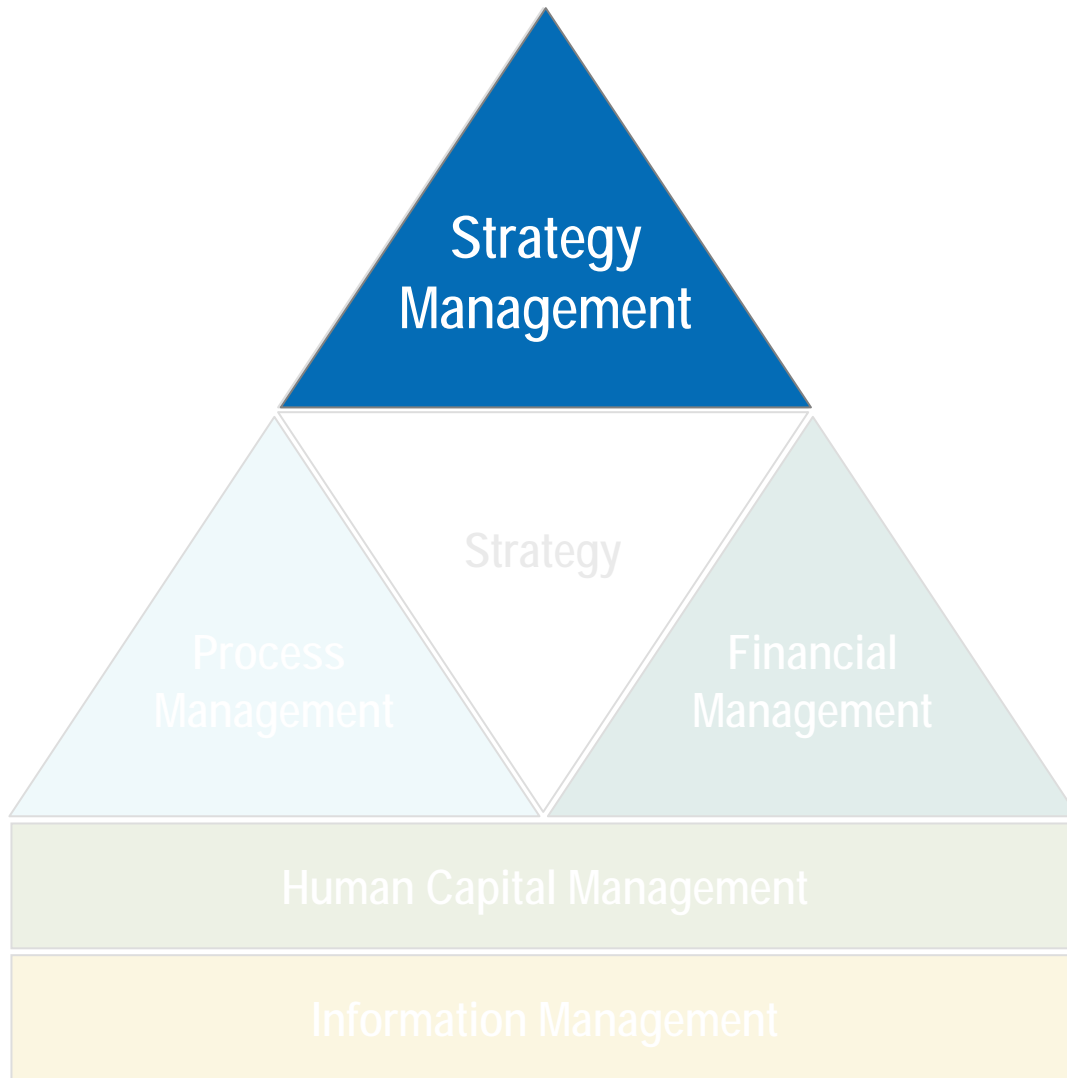 Strategy
Management
Strategy
Process
Management
Financial
Management
Human Capital Management
Information Management